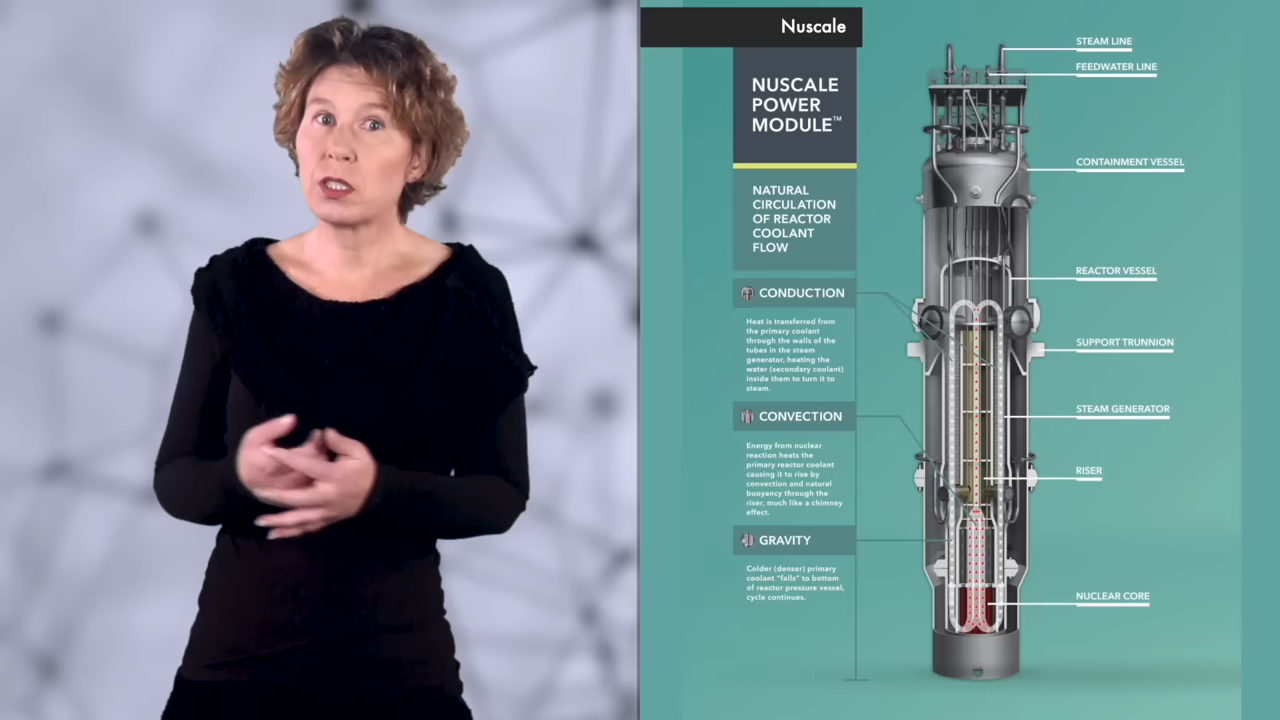 Nuscale
NUSCALE
POWER
MODULE™
NATURAL
CIRCULATION
OF REACTOR
COOLANT
FLOW
CONDUCTION
Heat is transferred from
the primary coolant
through the walls of the
tubes in the steam
generator, heating the
water (secondary coolant)
inside them to turn it to
steam.
CONVECTION
Energy from nuclear
reaction heats the
primary reactor coolant
causing it to rise by
convection and natural
buoyancy through the
riser, much like a chimney
effect.
GRAVITY
Colder (denser) primary
coolant "falls" to bottom
of reactor pressure vessel,
cycle continues.
STEAM LINE
FEEDWATER LINE
CONTAINMENT VESSEL
REACTOR VESSEL
SUPPORT TRUNNION
STEAM GENERATOR
RISER
NUCLEAR CORE